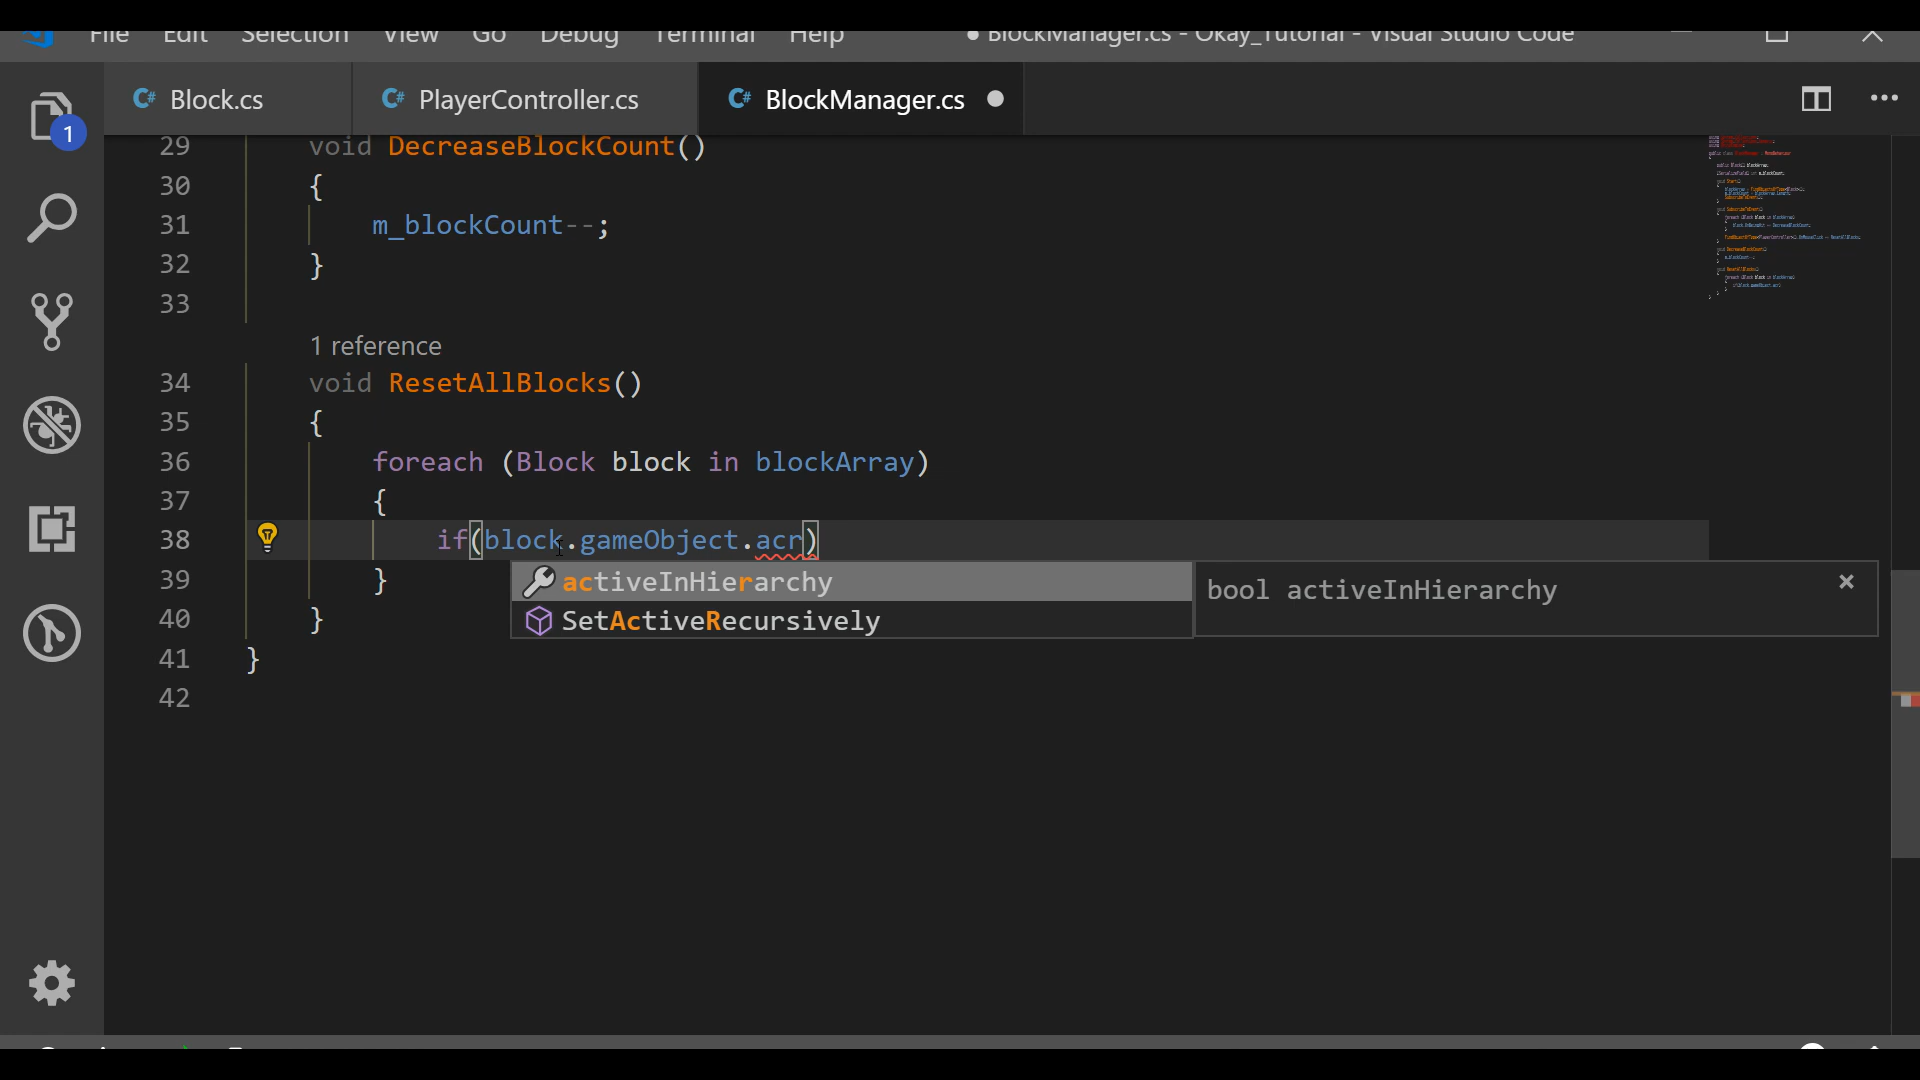 File Edit Selection View Go Debug Terminal Help ● BlockManager.cs - Okay_Tutorial - Visual Studio Code
C# Block.cs C# PlayerController.cs C# BlockManager.cs
1
29 void DecreaseBlockCount()
30 {
31 m_blockCount--;
32 }
33
1 reference
34 void ResetAllBlocks()
35 {
36 foreach (Block block in blockArray)
37 {
38 if(block.gameObject.acr)
activeInHierarchy bool activeInHierarchy
39 }
SetActiveRecursively
40 }
41 }
42